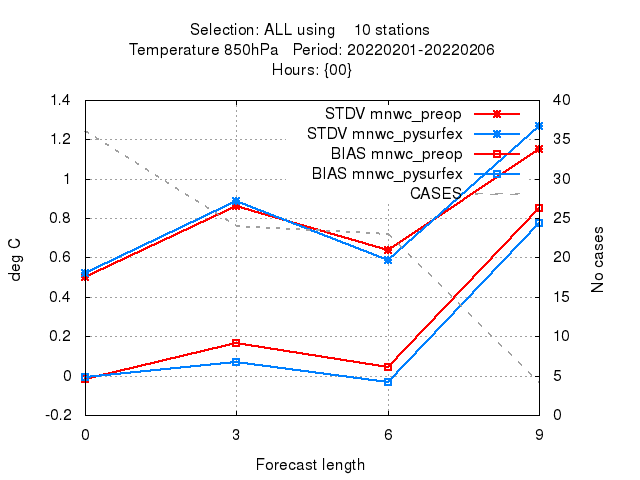 Selection: ALL using    10 stations
Temperature 850hPa   Period: 20220201-20220206
Hours: {00}
1.4
1.2
1
0.8
0.6
0.4
0.2
0
-0.2
deg C
STDV mnwc_preop
STDV mnwc_pysurfex
BIAS mnwc_preop
BIAS mnwc_pysurfex
CASES
40
35
30
25
20
15
10
5
0
No cases
0 3 6 9
Forecast length